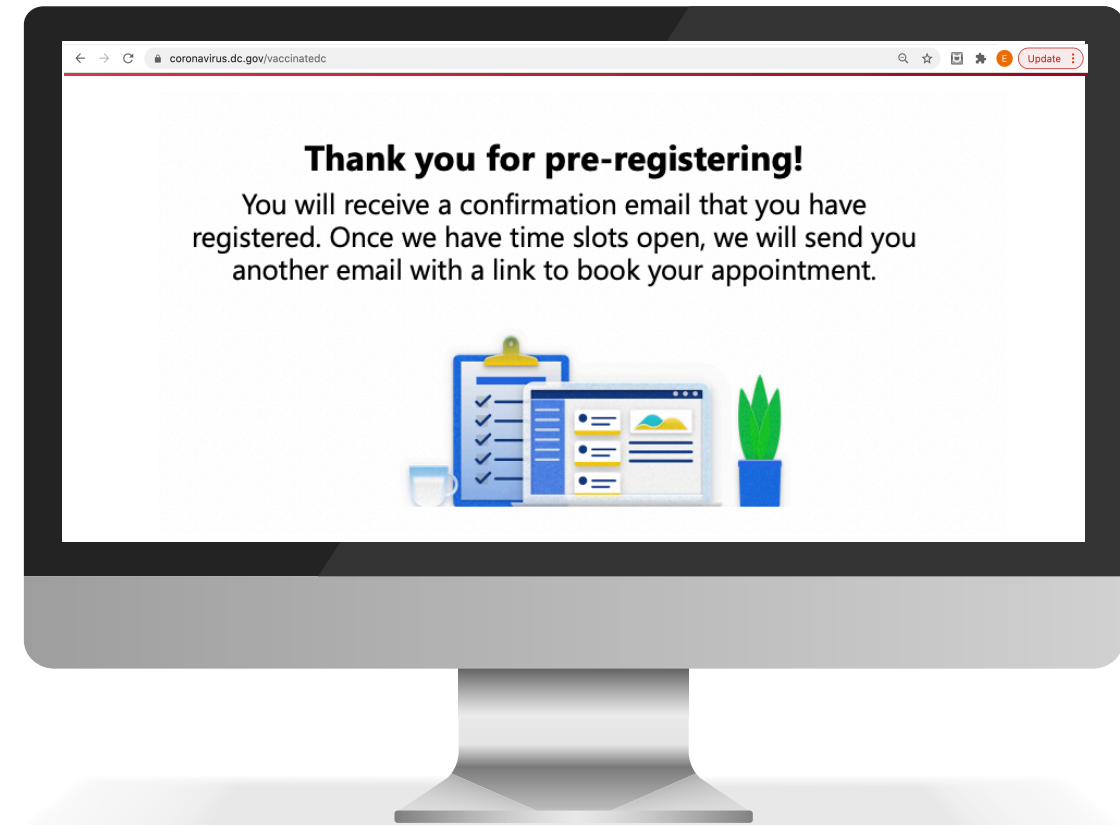 coronavirus.dc.gov/vaccinatedc
E
Update
Thank you for pre-registering!
You will receive a confirmation email that you have
registered. Once we have time slots open, we will send you
another email with a link to book your appointment.